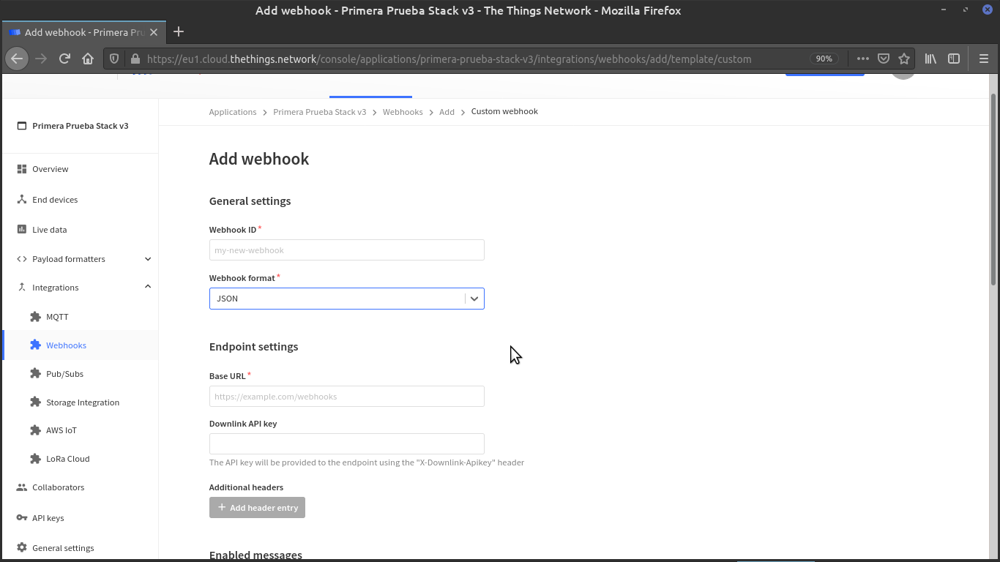 Add webhook - Primera Prueba Stack v3 - The Things Network - Mozilla Firefox
Add webhook - Primera Pru
https://eu1.cloud.thethings.network/console/applications/primera-prueba-stack-v3/integrations/webhooks/add/template/custom
90%
Applications > Primera Prueba Stack v3 > Webhooks > Add > Custom webhook
Primera Prueba Stack v3
Overview
End devices
Live data
Payload formatters
Integrations
MQTT
Webhooks
Pub/Subs
Storage Integration
AWS IoT
LoRa Cloud
Collaborators
API keys
General settings
Add webhook
General settings
Webhook ID *
my-new-webhook
Webhook format *
JSON
Endpoint settings
Base URL *
https://example.com/webhooks
Downlink API key
The API key will be provided to the endpoint using the "X-Downlink-Apikey" header
Additional headers
+ Add header entry
Enabled messages